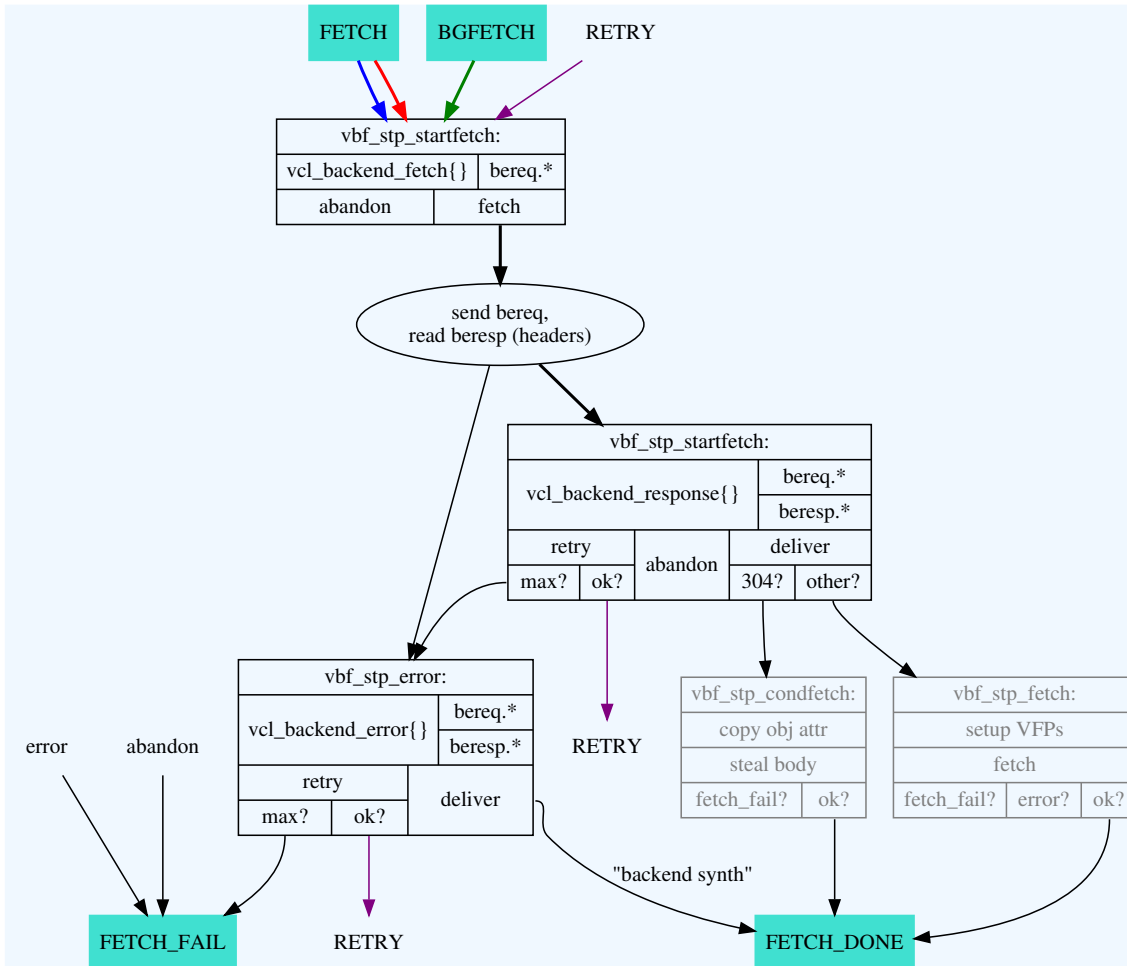 FETCH
BGFETCH
RETRY
vbf_stp_startfetch:
vcl_backend_fetch{}
bereq.*
abandon
fetch
send bereq,
read beresp (headers)
vbf_stp_startfetch:
vcl_backend_response{}
bereq.*
beresp.*
retry
max?
ok?
abandon
deliver
304?
other?
vbf_stp_error:
vcl_backend_error{}
bereq.*
beresp.*
retry
max?
ok?
deliver
RETRY
vbf_stp_condfetch:
copy obj attr
steal body
fetch_fail?
ok?
vbf_stp_fetch:
setup VFPs
fetch
fetch_fail?
error?
ok?
error
abandon
"backend synth"
FETCH_FAIL
RETRY
FETCH_DONE